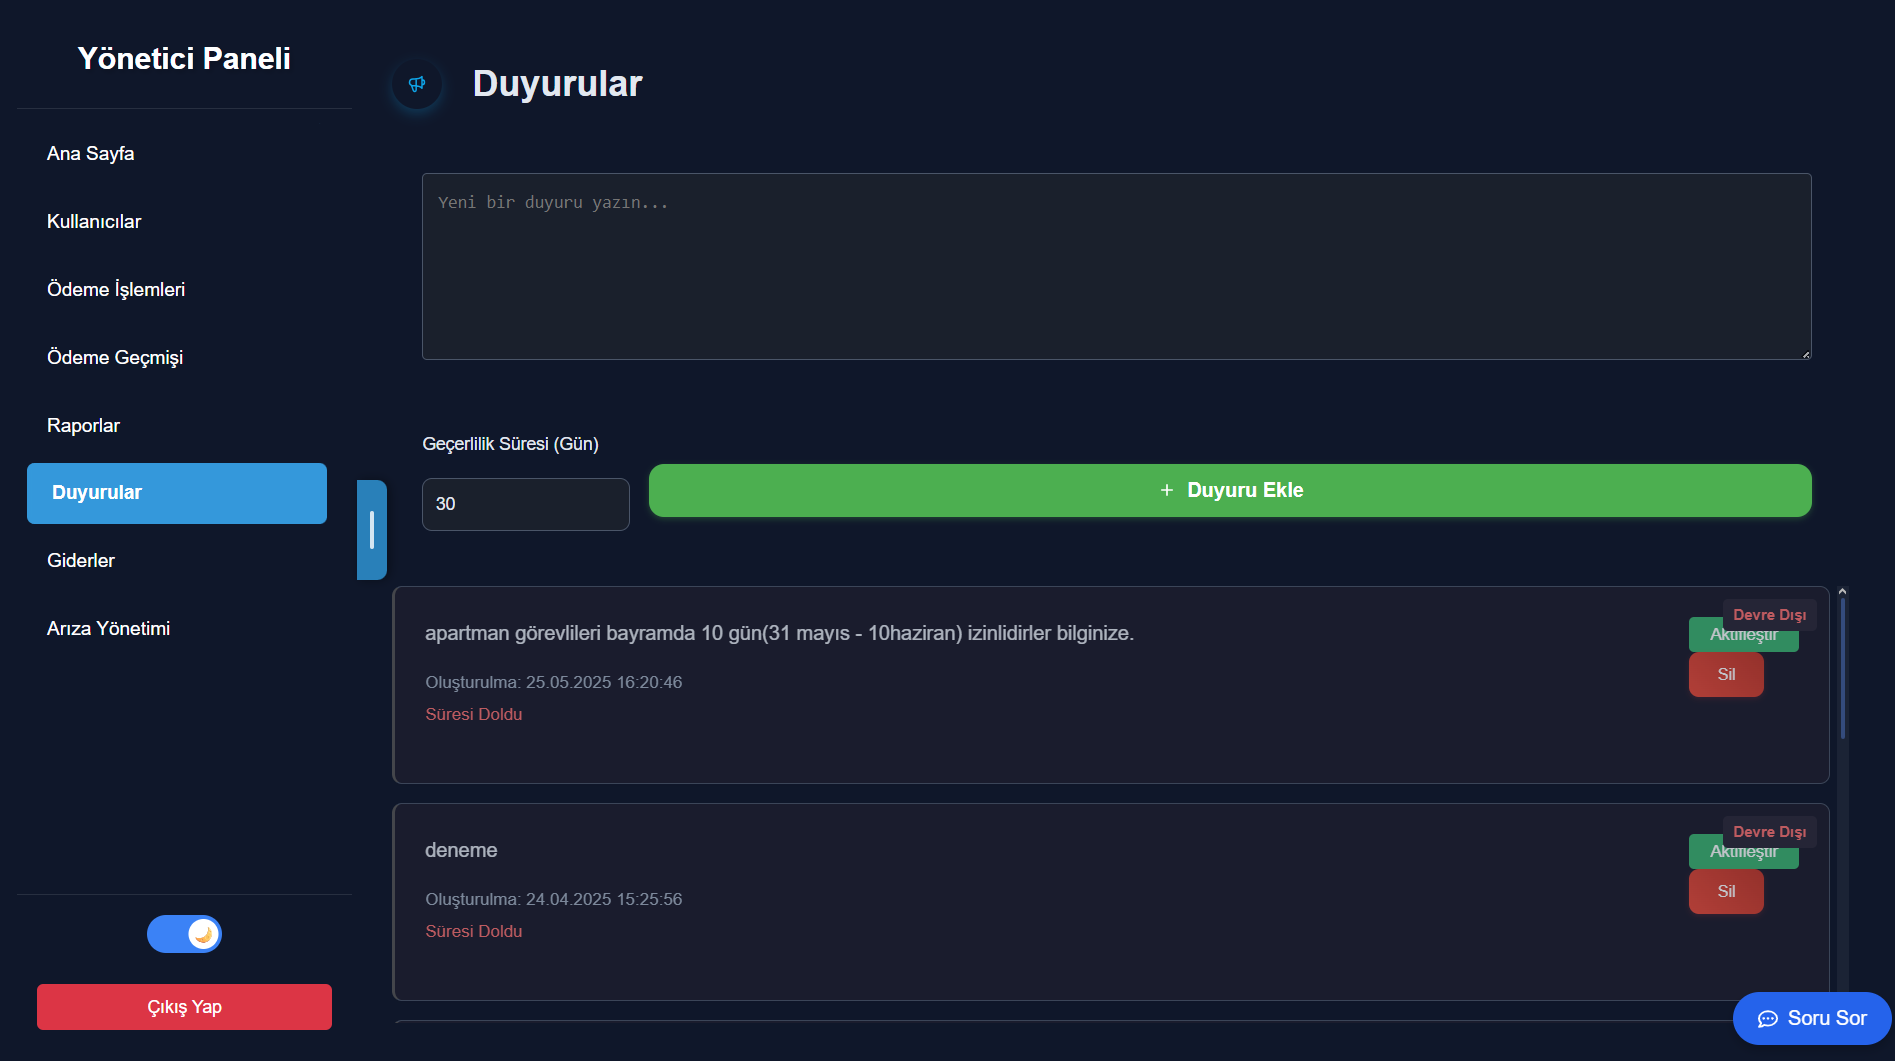 Yönetici Paneli
Ana Sayfa
Kullanıcılar
Ödeme İşlemleri
Ödeme Geçmişi
Raporlar
Duyurular
Giderler
Arıza Yönetimi
Çıkış Yap
Duyurular
Yeni bir duyuru yazın...
Geçerlilik Süresi (Gün)
30
+ Duyuru Ekle
apartman görevlileri bayramda 10 gün(31 mayıs - 10haziran) izinlidirler bilginize.
Oluşturulma: 25.05.2025 16:20:46
Süresi Doldu
Devre Dışı
Aktifleştir
Sil
deneme
Oluşturulma: 24.04.2025 15:25:56
Süresi Doldu
Devre Dışı
Aktifleştir
Sil
Soru Sor